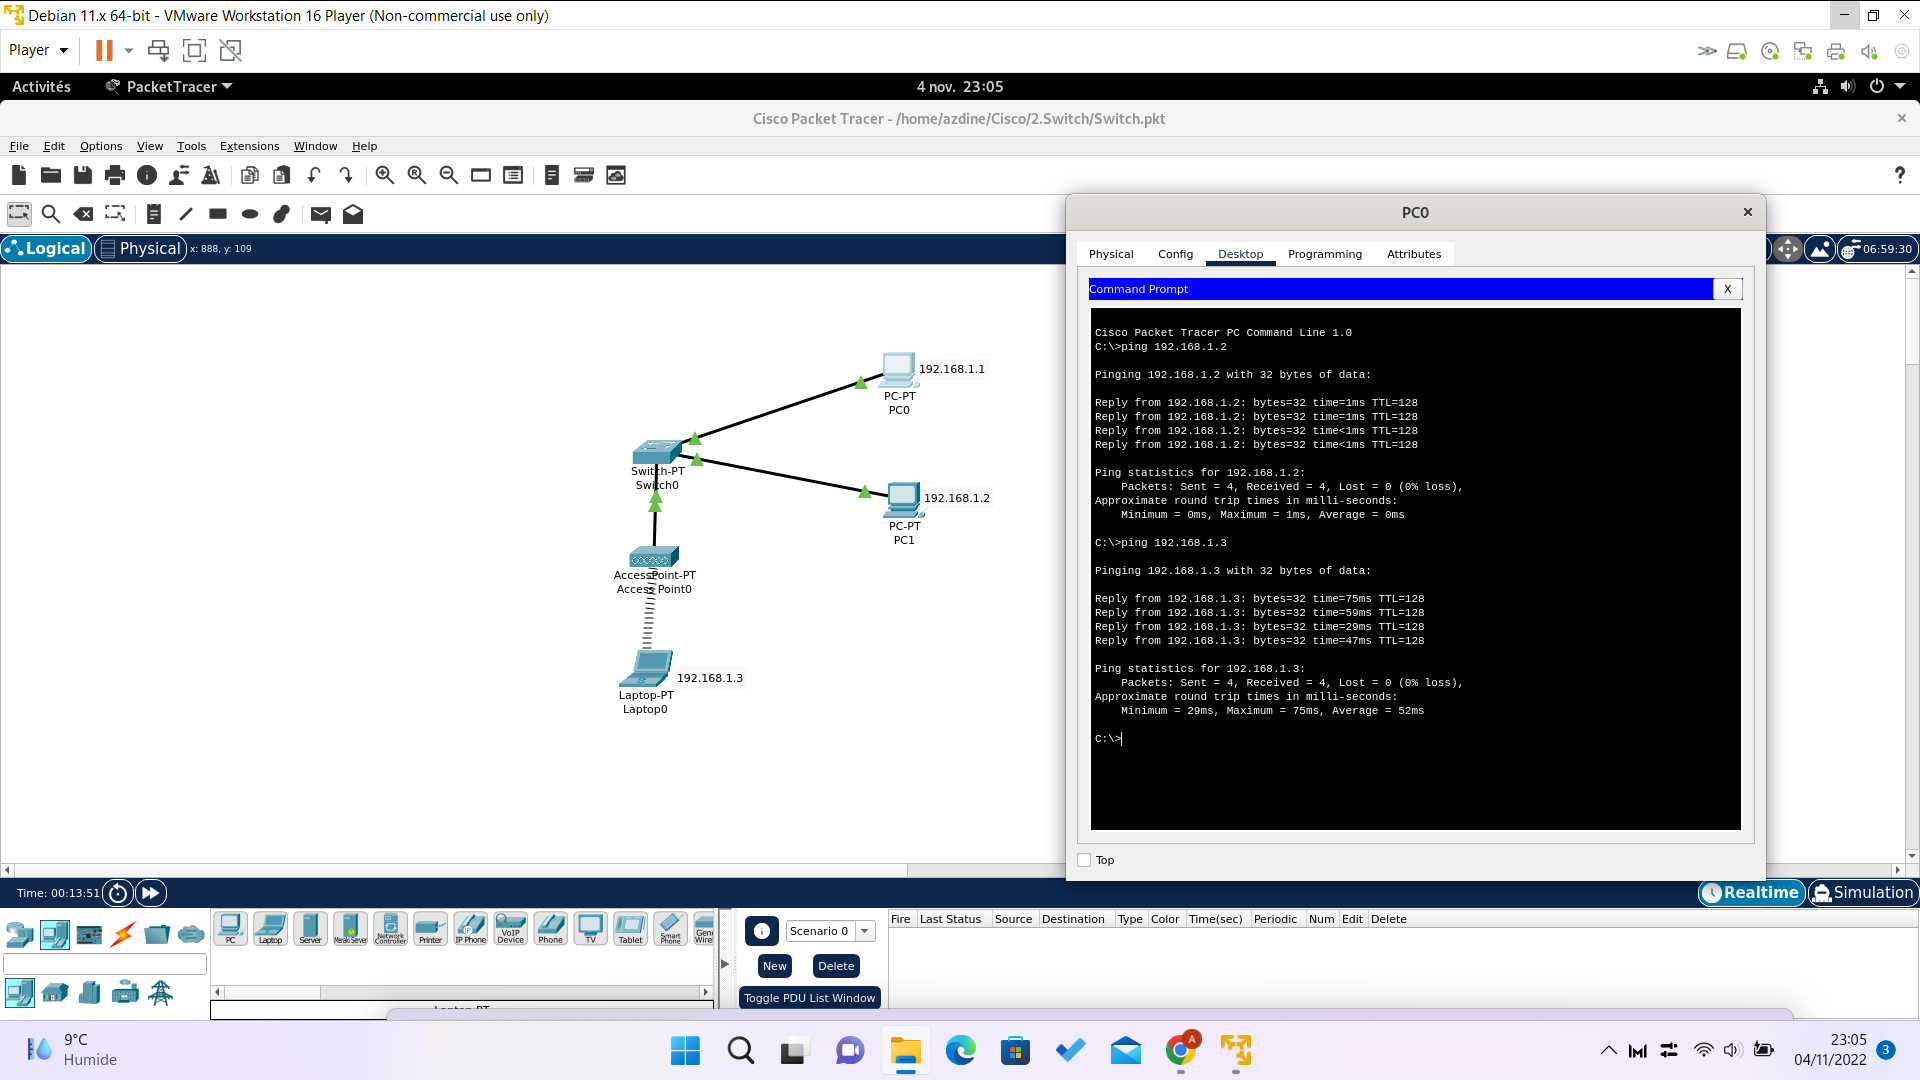 Debian 11.x 64-bit - VMware Workstation 16 Player (Non-commercial use only)
Player
Activités
PacketTracer
4 nov. 23:05
Cisco Packet Tracer - /home/azdine/Cisco/2.Switch/Switch.pkt
File Edit Options View Tools Extensions Window Help
Logical
Physical
x: 888, y: 109
06:59:30
192.168.1.1
PC-PT
PC0
Switch-PT
Switch0
192.168.1.2
PC-PT
PC1
AccessPoint-PT
Access Point0
192.168.1.3
Laptop-PT
Laptop0
PC0
Physical Config Desktop Programming Attributes
Command Prompt
X
Cisco Packet Tracer PC Command Line 1.0
C:\>ping 192.168.1.2
Pinging 192.168.1.2 with 32 bytes of data:
Reply from 192.168.1.2: bytes=32 time=1ms TTL=128
Reply from 192.168.1.2: bytes=32 time=1ms TTL=128
Reply from 192.168.1.2: bytes=32 time<1ms TTL=128
Reply from 192.168.1.2: bytes=32 time<1ms TTL=128
Ping statistics for 192.168.1.2:
Packets: Sent = 4, Received = 4, Lost = 0 (0% loss),
Approximate round trip times in milli-seconds:
Minimum = 0ms, Maximum = 1ms, Average = 0ms
C:\>ping 192.168.1.3
Pinging 192.168.1.3 with 32 bytes of data:
Reply from 192.168.1.3: bytes=32 time=75ms TTL=128
Reply from 192.168.1.3: bytes=32 time=59ms TTL=128
Reply from 192.168.1.3: bytes=32 time=29ms TTL=128
Reply from 192.168.1.3: bytes=32 time=47ms TTL=128
Ping statistics for 192.168.1.3:
Packets: Sent = 4, Received = 4, Lost = 0 (0% loss),
Approximate round trip times in milli-seconds:
Minimum = 29ms, Maximum = 75ms, Average = 52ms
C:\>
Top
Time: 00:13:51
Realtime
Simulation
PC
Laptop
Server
Meraki Server
Network Controller
Printer
IP Phone
VoIP Device
Phone
TV
Tablet
Smart Phone
Gene
Wirel
Laptop-PT
Scenario 0
New
Delete
Toggle PDU List Window
Fire Last Status Source Destination Type Color Time(sec) Periodic Num Edit Delete
9°C
Humide
A
23:05
04/11/2022
3